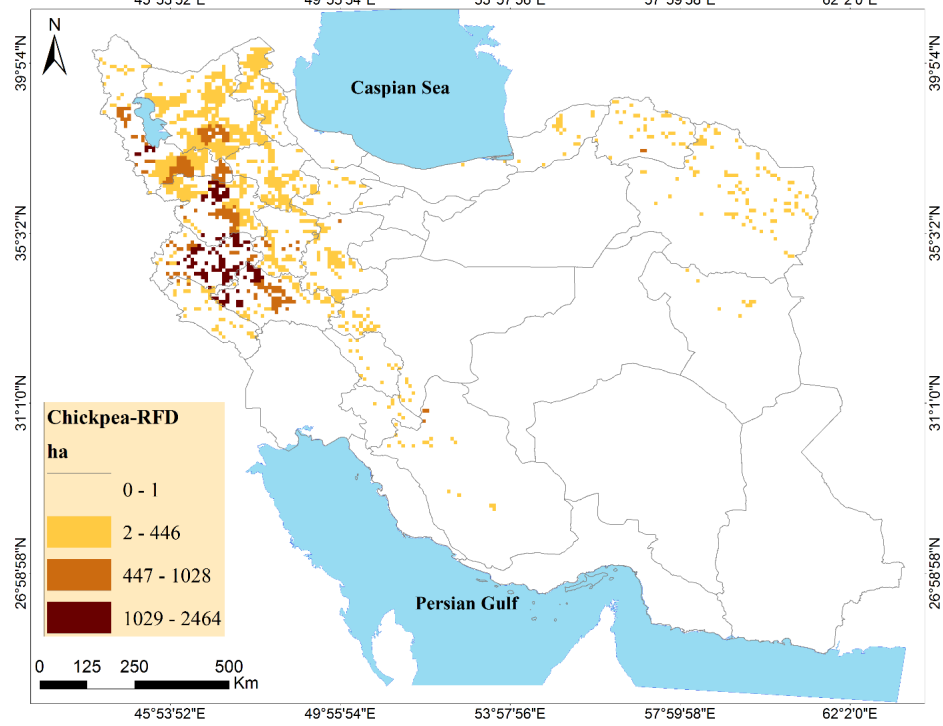 45°53'52"E 49°55'54"E 53°57'56"E 57°59'58"E 62°2'0"E
N
39°5'4"N 39°5'4"N
Caspian Sea
35°3'2"N 35°3'2"N
31°1'0"N 31°1'0"N
Chickpea-RFD
ha
0 - 1
2 - 446
447 - 1028
1029 - 2464
26°58'58"N 26°58'58"N
Persian Gulf
0 125 250 500
Km
45°53'52"E 49°55'54"E 53°57'56"E 57°59'58"E 62°2'0"E